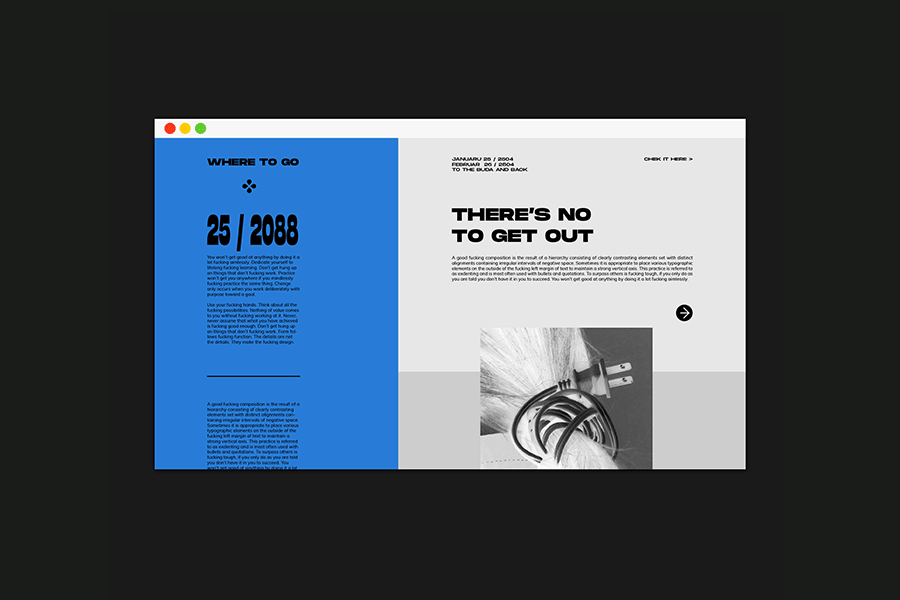 WHERE TO GO
25 / 2088
You won't get good at anything by doing it a
lot fucking aimlessly. Dedicate yourself to
lifelong fucking learning. Don't get hung up
on things that don't fucking work. Practice
won't get you anywhere if you mindlessly
fucking practice the same thing. Change
only occurs when you work deliberately with
purpose toward a goal.
Use your fucking hands. Think about all the
fucking possibilities. Nothing of value comes
to you without fucking working at it. Never,
never assume that what you have achieved
is fucking good enough. Don't get hung up
on things that don't fucking work. Form fol-
lows fucking function. The details are not
the details. They make the fucking design.
A good fucking composition is the result of a
hierarchy consisting of clearly contrasting
elements set with distinct alignments con-
taining irregular intervals of negative space.
Sometimes it is appropriate to place various
typographic elements on the outside of the
fucking left margin of text to maintain a
strong vertical axis. This practice is referred
to as exdenting and is most often used with
bullets and quotations. To surpass others is
fucking tough, if you only do as you are told
you don't have it in you to succeed. You
won't get good at anything by doing it a lot
JANUARU 25 / 2504
FEBRUAR 26 / 2504
TO THE BUDA AND BACK
CHEK IT HERE >
THERE'S NO
TO GET OUT
A good fucking composition is the result of a hierarchy consisting of clearly contrasting elements set with distinct
alignments containing irregular intervals of negative space. Sometimes it is appropriate to place various typographic
elements on the outside of the fucking left margin of text to maintain a strong vertical axis. This practice is referred to
as exdenting and is most often used with bullets and quotations. To surpass others is fucking tough, if you only do as
you are told you don't have it in you to succeed. You won't get good at anything by doing it a lot fucking aimlessly.